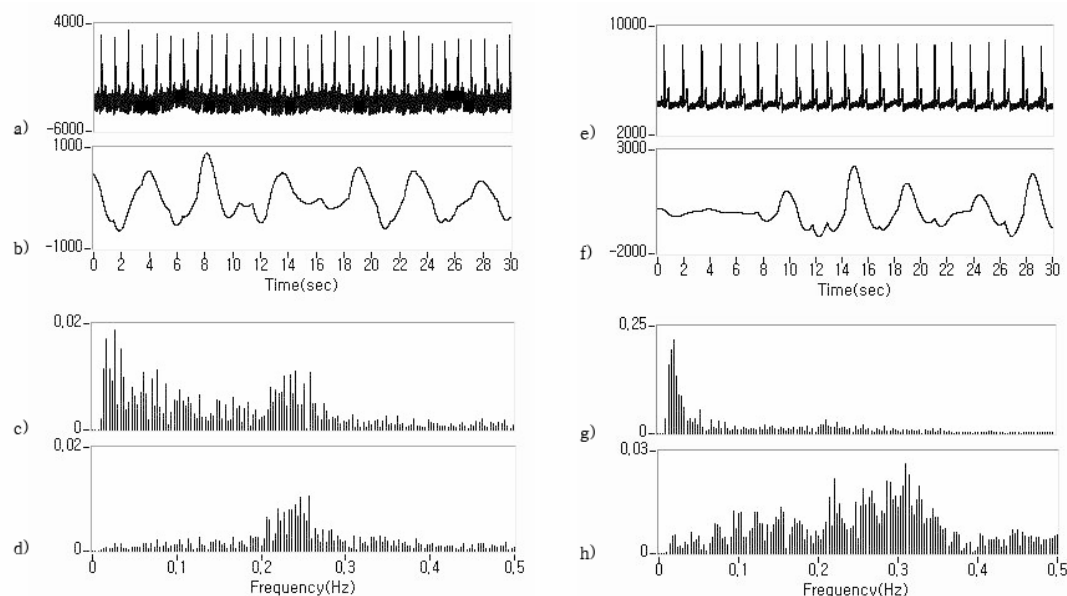 4000
a)
-6000
1000
b)
-1000
0 2 4 6 8 10 12 14 16 18 20 22 24 26 28 30
Time(sec)
0,02
c)
0
0,02
d)
0
0 0,1 0,2 0,3 0,4 0,5
Frequency(Hz)
10000
e)
2000
3000
f)
-2000
0 2 4 6 8 10 12 14 16 18 20 22 24 26 28 30
Time(sec)
0,25
g)
0
0,03
h)
0
0 0,1 0,2 0,3 0,4 0,5
Frequency(Hz)